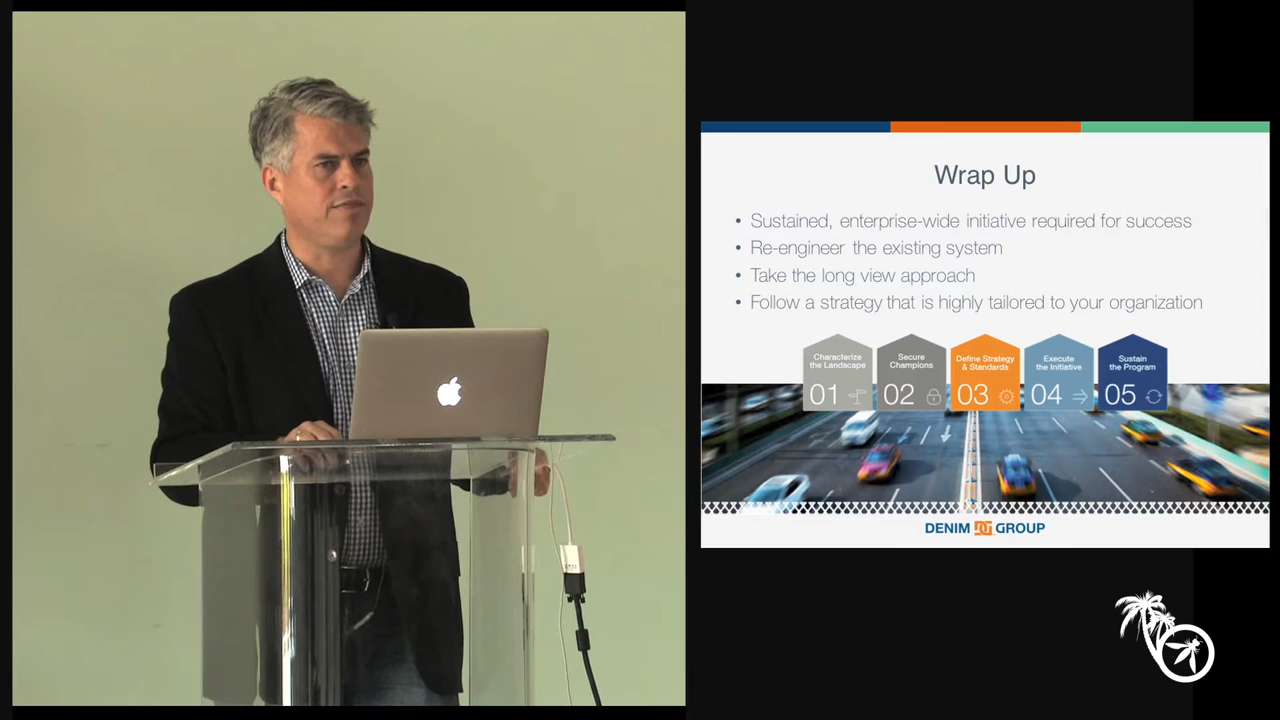 Wrap Up
• Sustained, enterprise-wide initiative required for success
• Re-engineer the existing system
• Take the long view approach
• Follow a strategy that is highly tailored to your organization
Characterize
the Landscape
01
Secure
Champions
02
Define Strategy
& Standards
03
Execute
the Initiative
04
Sustain
the Program
05
DENIM DG GROUP